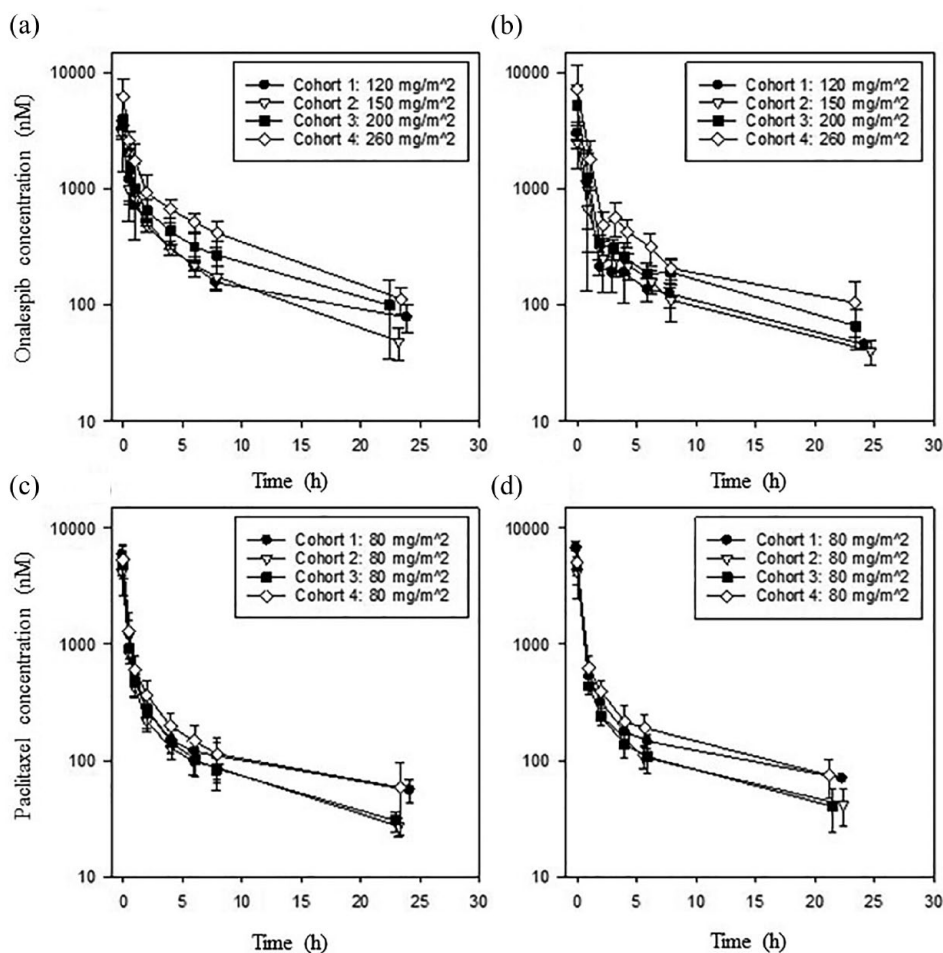 (a)
Onalespib concentration (nM)
10000
1000
100
10
Cohort 1: 120 mg/m^2
Cohort 2: 150 mg/m^2
Cohort 3: 200 mg/m^2
Cohort 4: 260 mg/m^2
0 5 10 15 20 25 30
Time (h)
(b)
10000
1000
100
10
Cohort 1: 120 mg/m^2
Cohort 2: 150 mg/m^2
Cohort 3: 200 mg/m^2
Cohort 4: 260 mg/m^2
0 5 10 15 20 25 30
Time (h)
(c)
Paclitaxel concentration (nM)
10000
1000
100
10
Cohort 1: 80 mg/m^2
Cohort 2: 80 mg/m^2
Cohort 3: 80 mg/m^2
Cohort 4: 80 mg/m^2
0 5 10 15 20 25 30
Time (h)
(d)
10000
1000
100
10
Cohort 1: 80 mg/m^2
Cohort 2: 80 mg/m^2
Cohort 3: 80 mg/m^2
Cohort 4: 80 mg/m^2
0 5 10 15 20 25 30
Time (h)